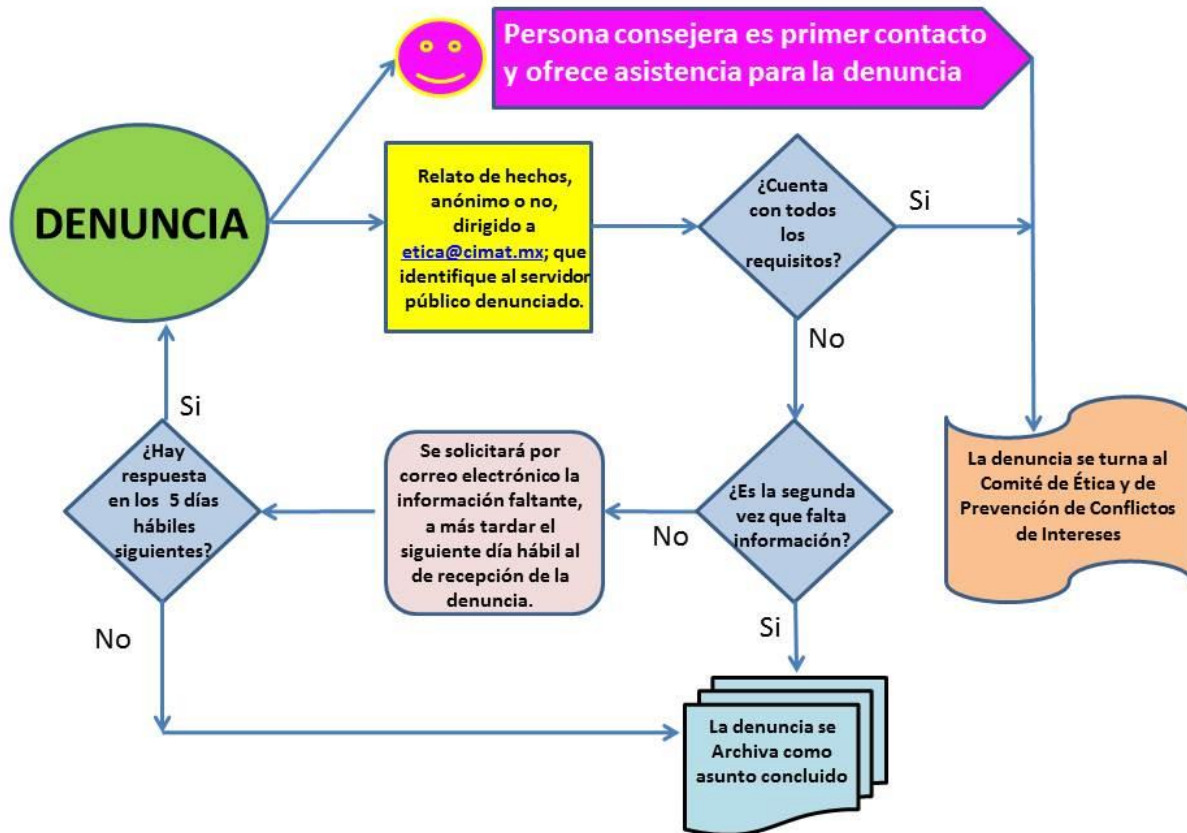 Persona consejera es primer contacto
y ofrece asistencia para la denuncia
DENUNCIA
Relato de hechos,
anónimo o no,
dirigido a
etica@cimat.mx; que
identifique al servidor
público denunciado.
¿Cuenta
con todos
los
requisitos?
Si
No
Si
¿Hay
respuesta
en los 5 días
hábiles
siguientes?
Se solicitará por
correo electrónico la
información faltante,
a más tardar el
siguiente día hábil al
de recepción de la
denuncia.
No
¿Es la segunda
vez que falta
información?
La denuncia se turna al
Comité de Ética y de
Prevención de Conflictos
de Intereses
No
Si
La denuncia se
Archiva como
asunto concluido